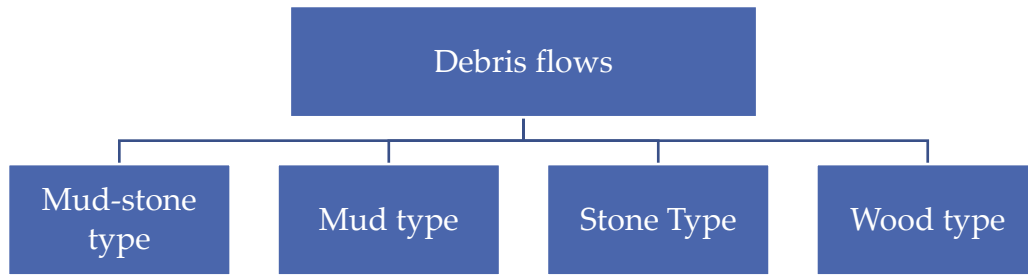 Debris flows
Mud-stone
type
Mud type
Stone Type
Wood type